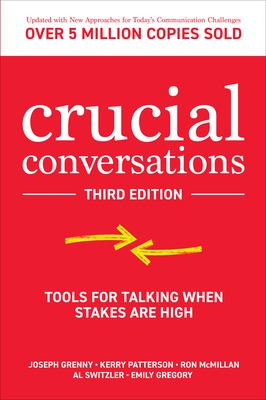 Updated with New Approaches for Today's Communication Challenges
OVER 5 MILLION COPIES SOLD
crucial
conversations
THIRD EDITION
TOOLS FOR TALKING WHEN
STAKES ARE HIGH
JOSEPH GRENNY • KERRY PATTERSON • RON McMILLAN
AL SWITZLER • EMILY GREGORY